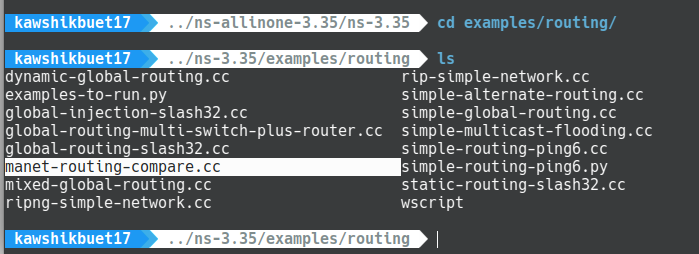 kawshikbuet17 ../ns-allinone-3.35/ns-3.35 cd examples/routing/
kawshikbuet17 ../ns-3.35/examples/routing ls
dynamic-global-routing.cc rip-simple-network.cc
examples-to-run.py simple-alternate-routing.cc
global-injection-slash32.cc simple-global-routing.cc
global-routing-multi-switch-plus-router.cc simple-multicast-flooding.cc
global-routing-slash32.cc simple-routing-ping6.cc
manet-routing-compare.cc simple-routing-ping6.py
mixed-global-routing.cc static-routing-slash32.cc
ripng-simple-network.cc wscript
kawshikbuet17 ../ns-3.35/examples/routing